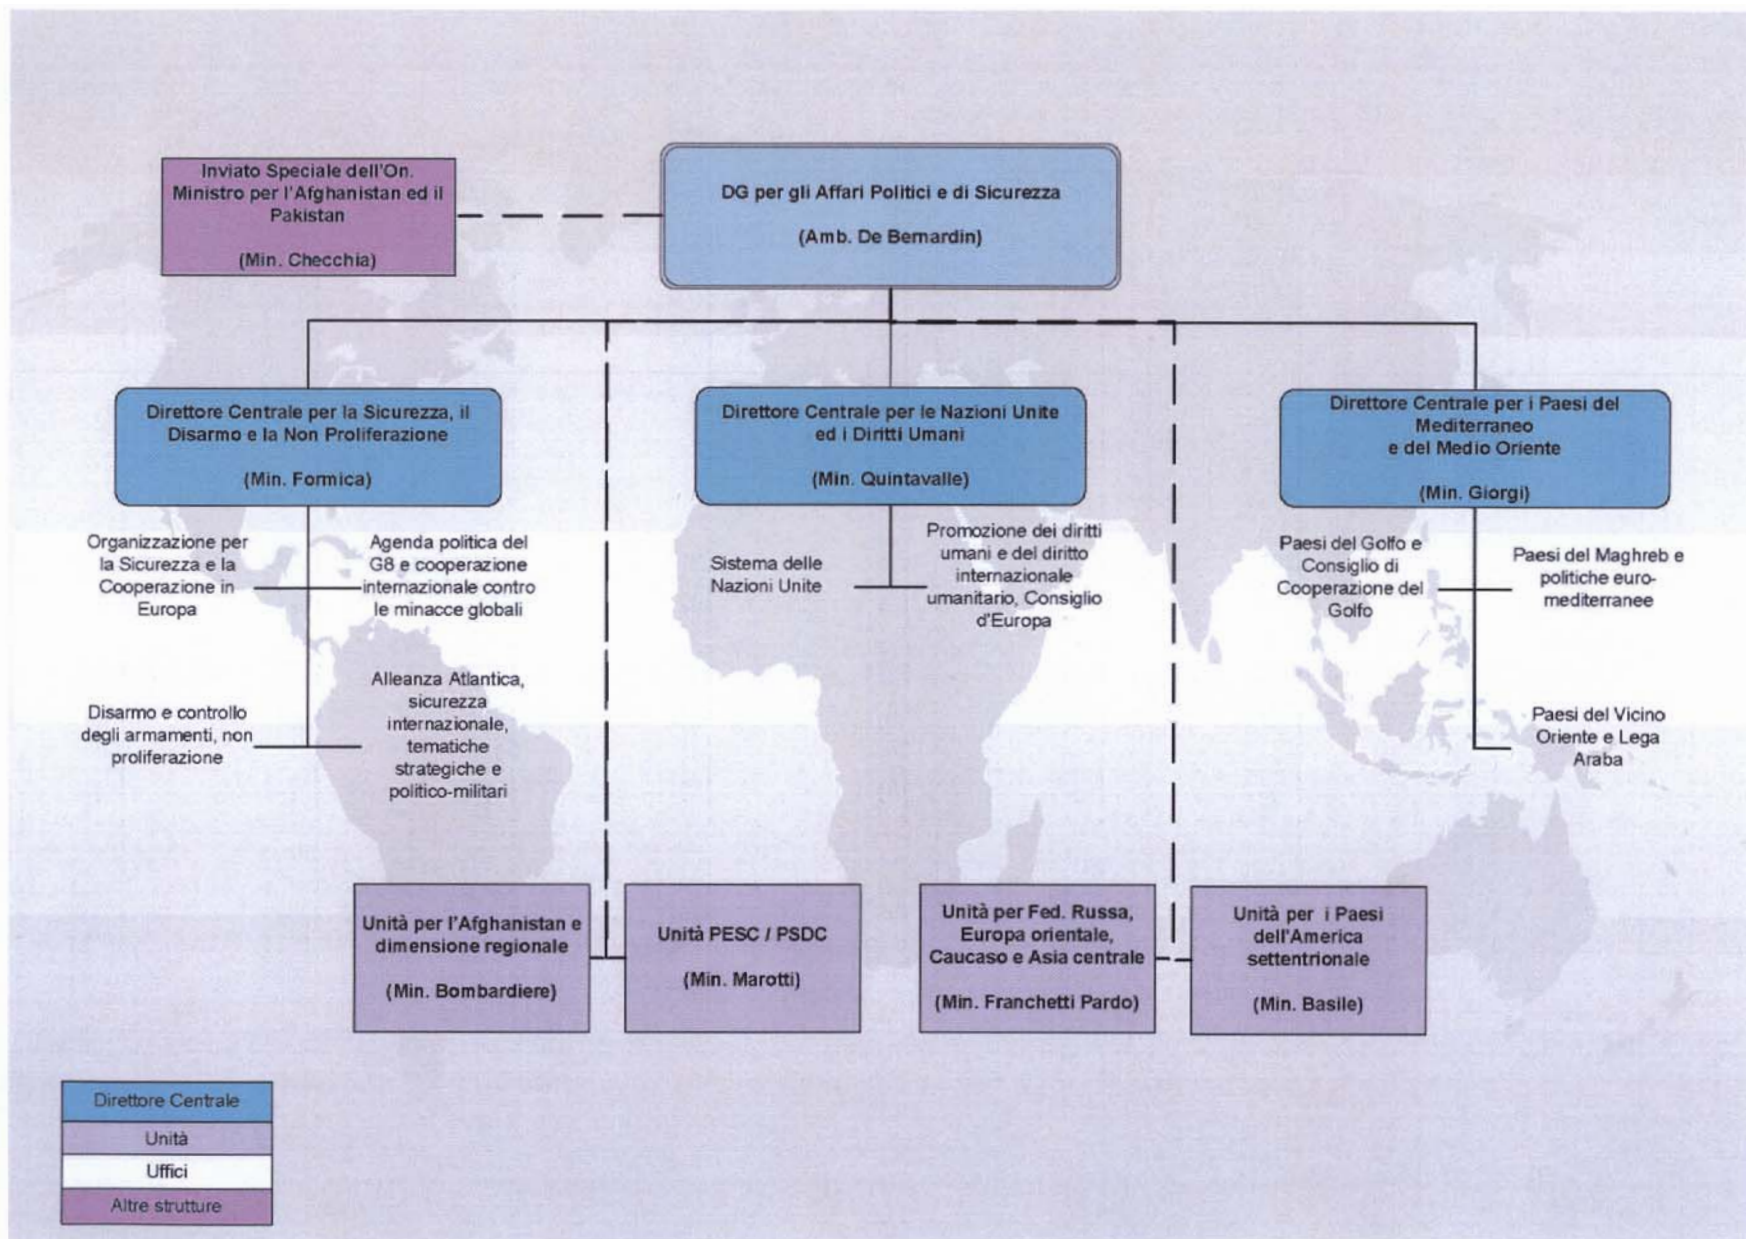 Inviato Speciale dell'On.
Ministro per l'Afghanistan ed il
Pakistan
(Min. Checchia)
DG per gli Affari Politici e di Sicurezza
(Amb. De Bernardin)
Direttore Centrale per la Sicurezza, il
Disarmo e la Non Proliferazione
(Min. Formica)
Direttore Centrale per le Nazioni Unite
ed i Diritti Umani
(Min. Quintavalle)
Direttore Centrale per i Paesi del
Mediterraneo
e del Medio Oriente
(Min. Giorgi)
Organizzazione per
la Sicurezza e la
Cooperazione in
Europa
Agenda politica del
G8 e cooperazione
internazionale contro
le minacce globali
Disarmo e controllo
degli armamenti, non
proliferazione
Alleanza Atlantica,
sicurezza
internazionale,
tematiche
strategiche e
politico-militari
Sistema delle
Nazioni Unite
Promozione dei diritti
umani e del diritto
internazionale
umanitario, Consiglio
d'Europa
Paesi del Golfo e
Consiglio di
Cooperazione del
Golfo
Paesi del Maghreb e
politiche euro-
mediterranee
Paesi del Vicino
Oriente e Lega
Araba
Unità per l'Afghanistan e
dimensione regionale
(Min. Bombardiere)
Unità PESC / PSDC
(Min. Marotti)
Unità per Fed. Russa,
Europa orientale,
Caucaso e Asia centrale
(Min. Franchetti Pardo)
Unità per i Paesi
dell'America
settentrionale
(Min. Basile)
Direttore Centrale
Unità
Uffici
Altre strutture